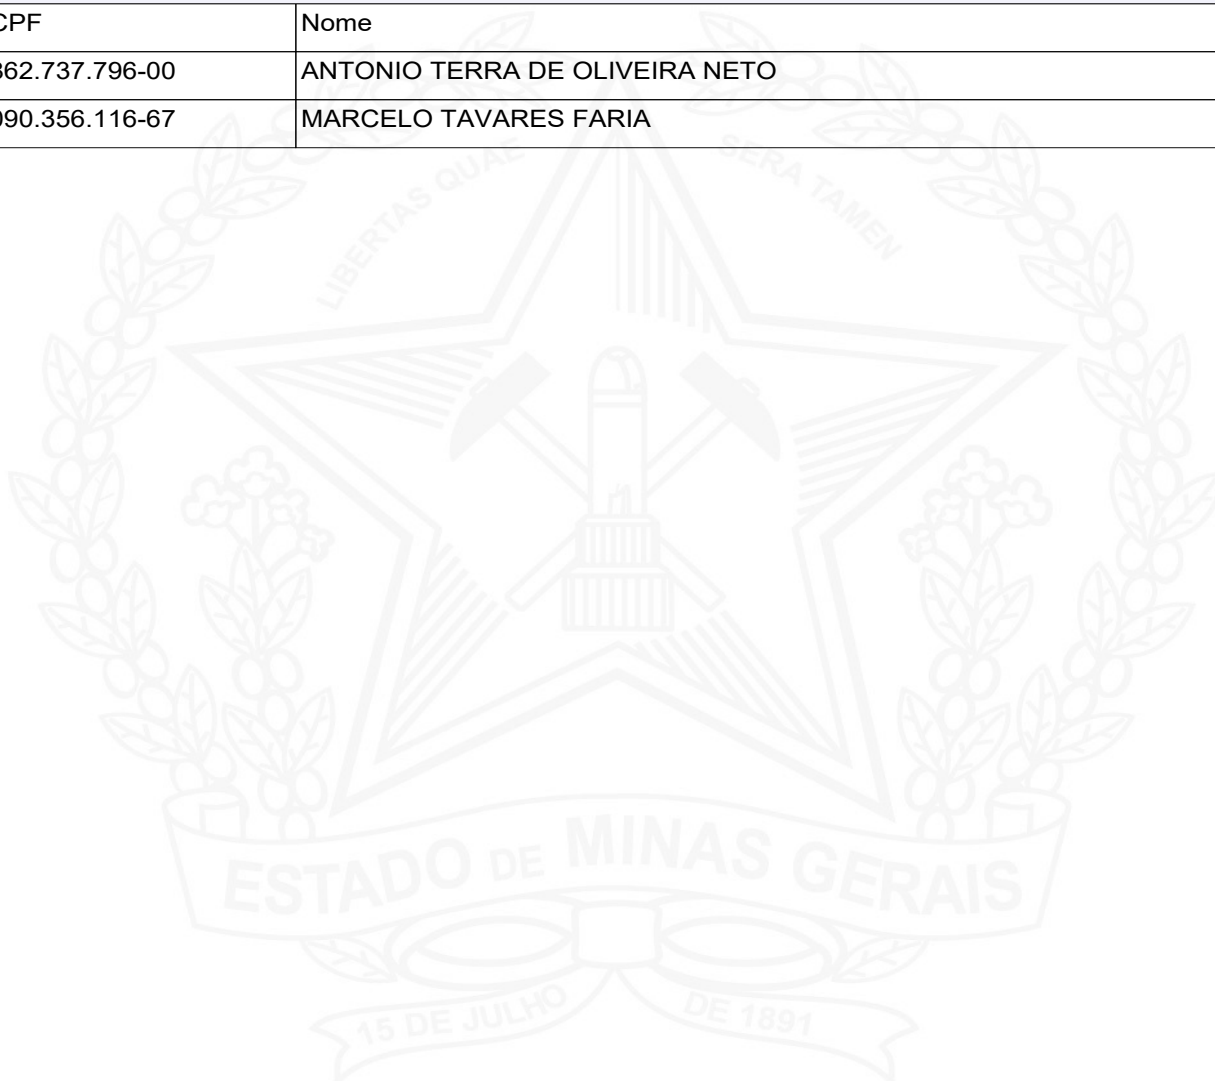 CPF Nome
862.737.796-00 ANTONIO TERRA DE OLIVEIRA NETO
090.356.116-67 MARCELO TAVARES FARIA
LIBERTAS QUAE SERA TAMEN
ESTADO DE MINAS GERAIS
15 DE JULHO DE 1891